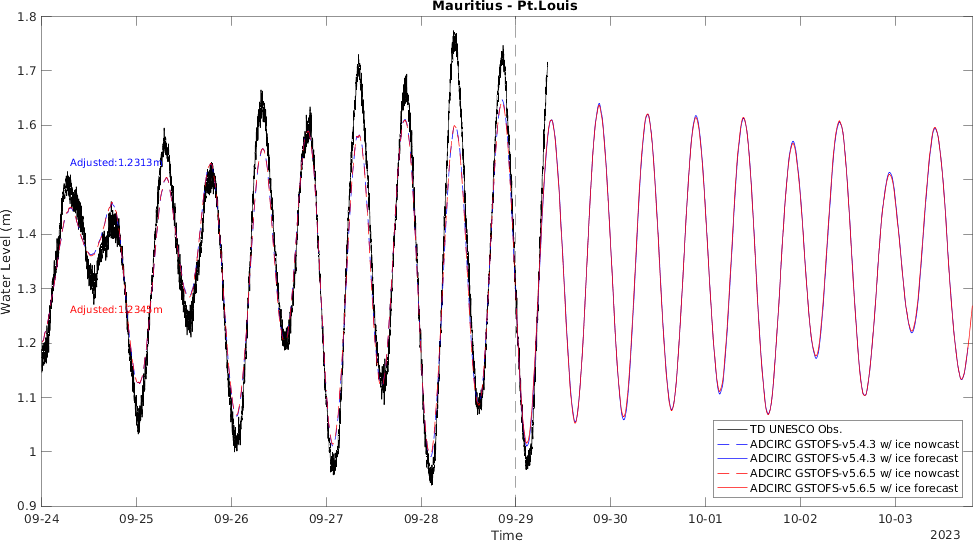 Mauritius - Pt.Louis
1.8
1.7
1.6
1.5
1.4
1.3
1.2
1.1
1
0.9
Water Level (m)
Adjusted:1.2313m
Adjusted:1.2345m
TD UNESCO Obs.
ADCIRC GSTOFS-v5.4.3 w/ ice nowcast
ADCIRC GSTOFS-v5.4.3 w/ ice forecast
ADCIRC GSTOFS-v5.6.5 w/ ice nowcast
ADCIRC GSTOFS-v5.6.5 w/ ice forecast
09-24 09-25 09-26 09-27 09-28 09-29 09-30 10-01 10-02 10-03
Time
2023